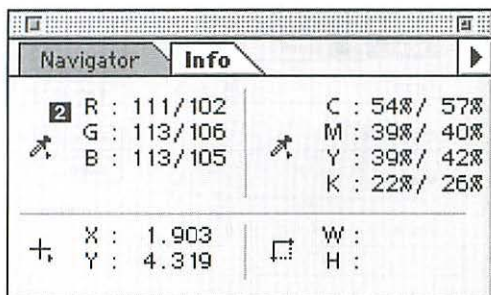 Navigator Info
2 R : 111/102
G : 113/106
B : 113/105
C : 54%/ 57%
M : 39%/ 40%
Y : 39%/ 42%
K : 22%/ 26%
X : 1.903
Y : 4.319
W :
H :